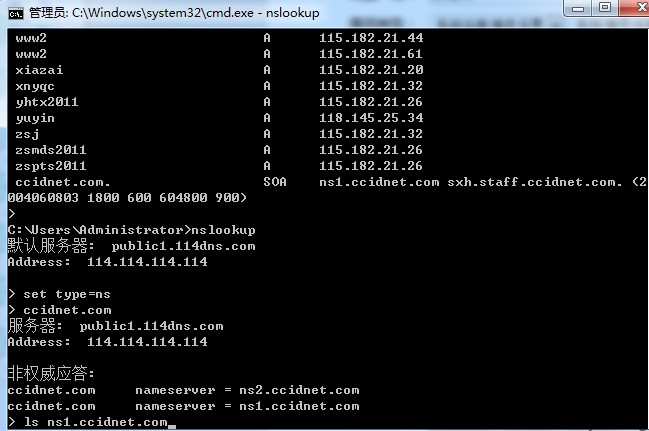 管理员: C:\Windows\system32\cmd.exe - nslookup
www2 A 115.182.21.44
www2 A 115.182.21.61
xiazai A 115.182.21.20
xnyqc A 115.182.21.32
yhtx2011 A 115.182.21.26
yuyin A 118.145.25.34
zsj A 115.182.21.32
zsmds2011 A 115.182.21.26
zspts2011 A 115.182.21.26
ccidnet.com. SOA ns1.ccidnet.com sxh.staff.ccidnet.com. (2
004060803 1800 600 604800 900)
>
C:\Users\Administrator>nslookup
默认服务器: public1.114dns.com
Address: 114.114.114.114
> set type=ns
> ccidnet.com
服务器: public1.114dns.com
Address: 114.114.114.114
非权威应答:
ccidnet.com nameserver = ns2.ccidnet.com
ccidnet.com nameserver = ns1.ccidnet.com
> ls ns1.ccidnet.com_